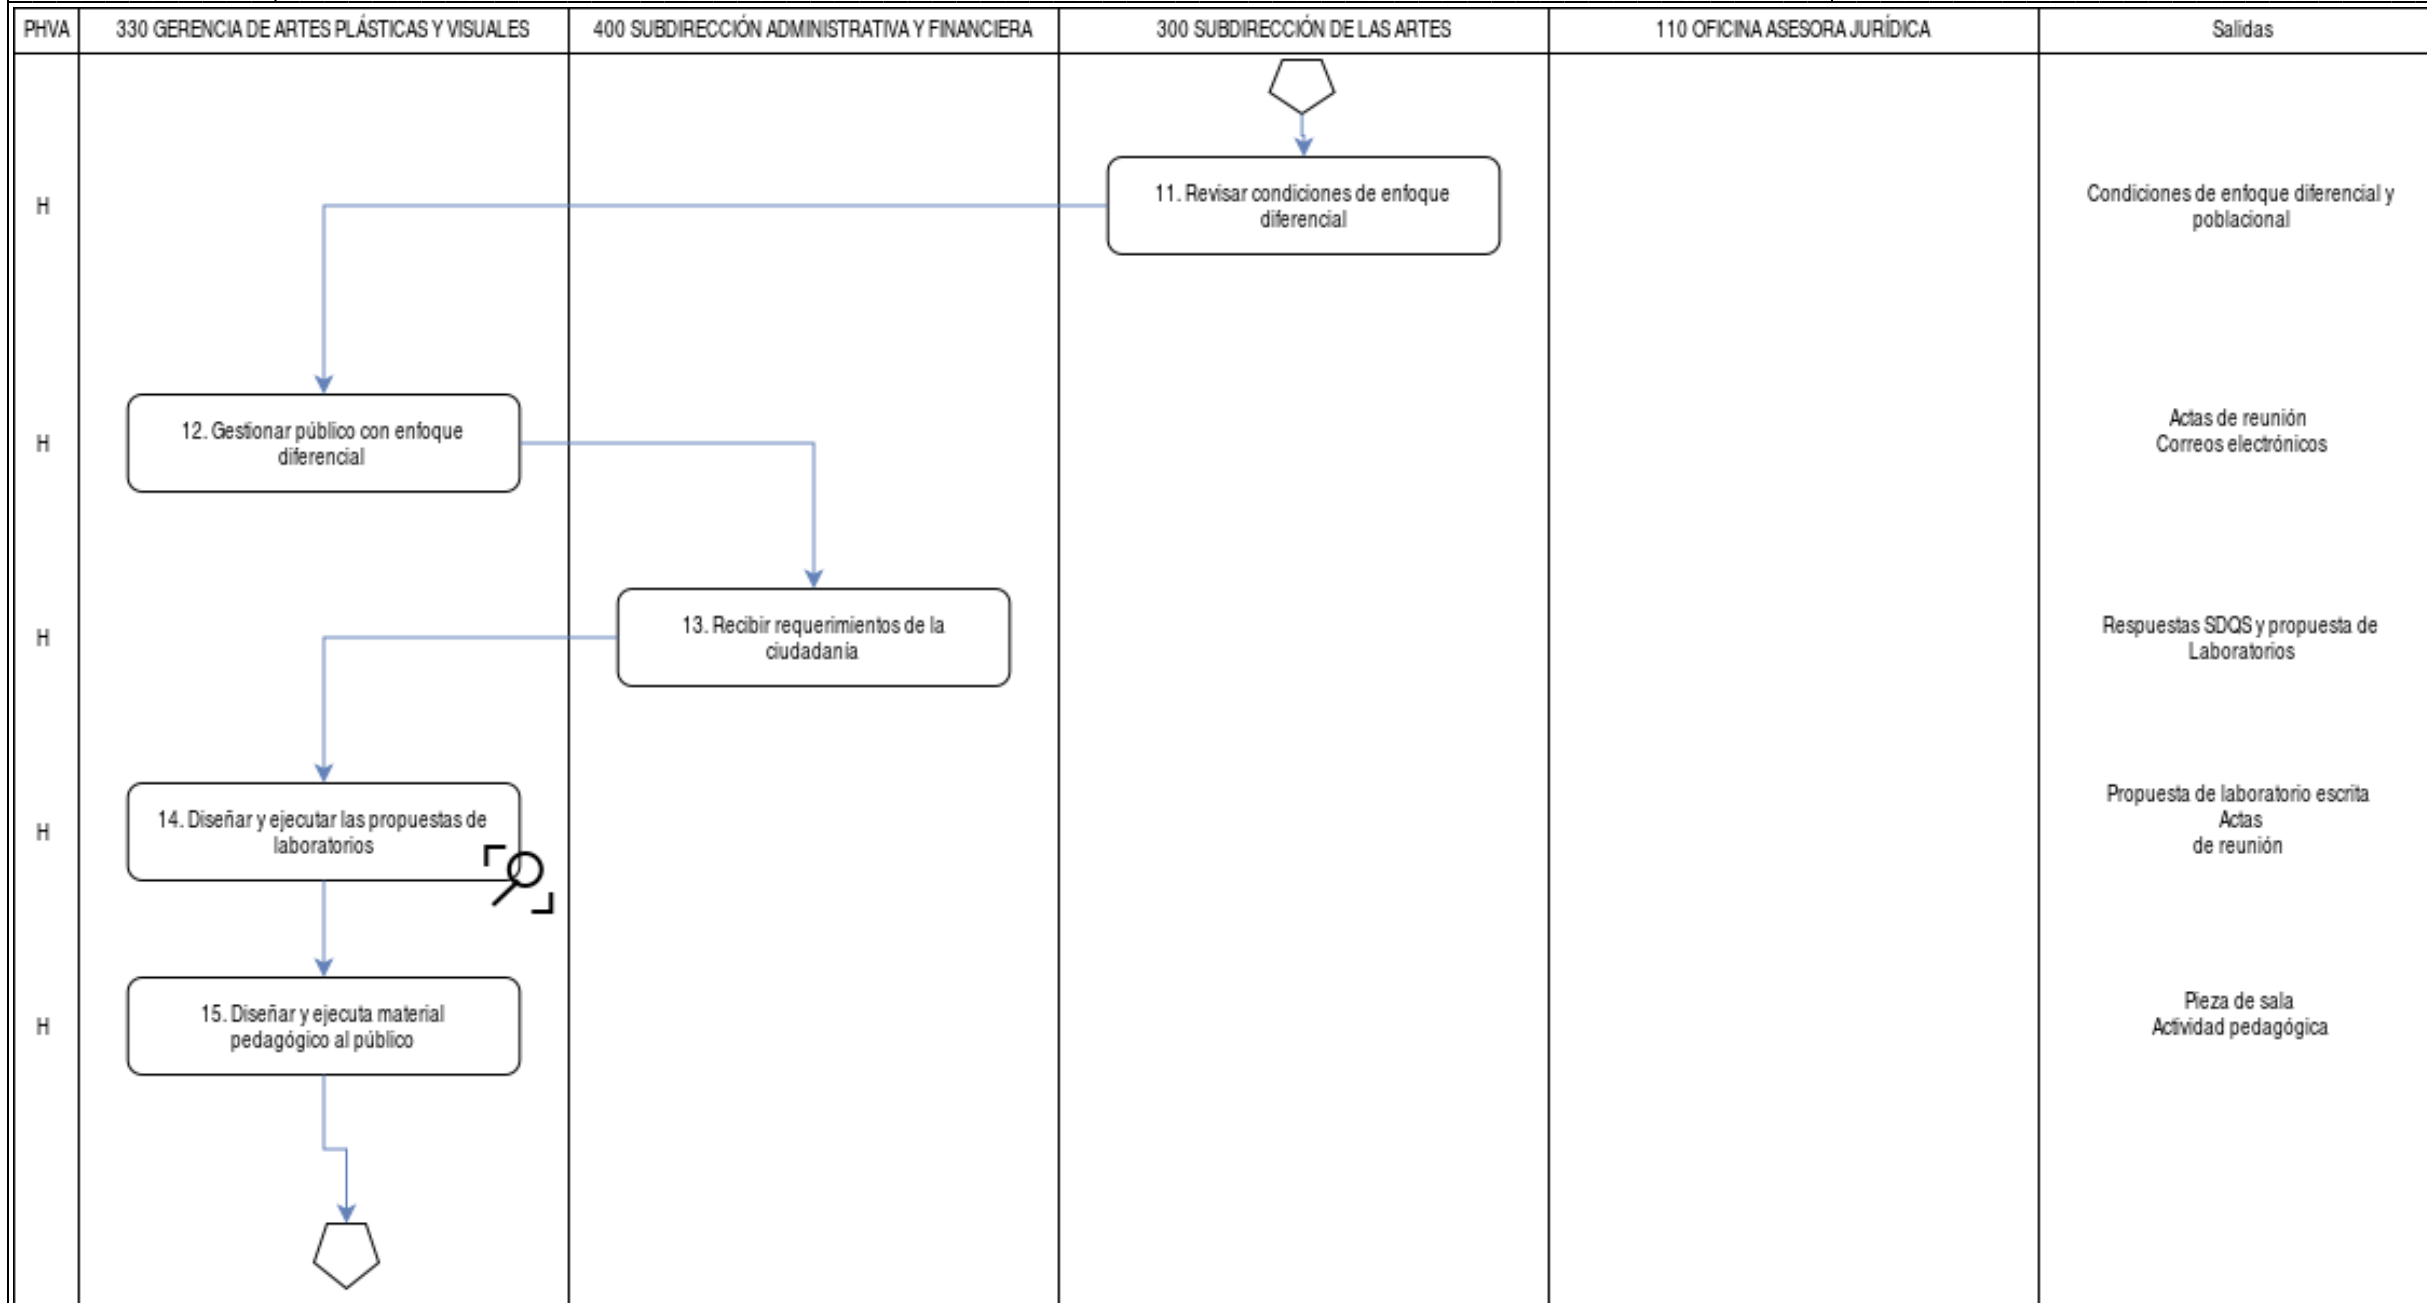 PHVA
330 GERENCIA DE ARTES PLÁSTICAS Y VISUALES
400 SUBDIRECCIÓN ADMINISTRATIVA Y FINANCIERA
300 SUBDIRECCIÓN DE LAS ARTES
110 OFICINA ASESORA JURÍDICA
Salidas
H
11. Revisar condiciones de enfoque
diferencial
Condiciones de enfoque diferencial y
poblacional
H
12. Gestionar público con enfoque
diferencial
Actas de reunión
Correos electrónicos
H
13. Recibir requerimientos de la
ciudadanía
Respuestas SDQS y propuesta de
Laboratorios
H
14. Diseñar y ejecutar las propuestas de
laboratorios
Propuesta de laboratorio escrita
Actas
de reunión
H
15. Diseñar y ejecuta material
pedagógico al público
Pieza de sala
Actividad pedagógica